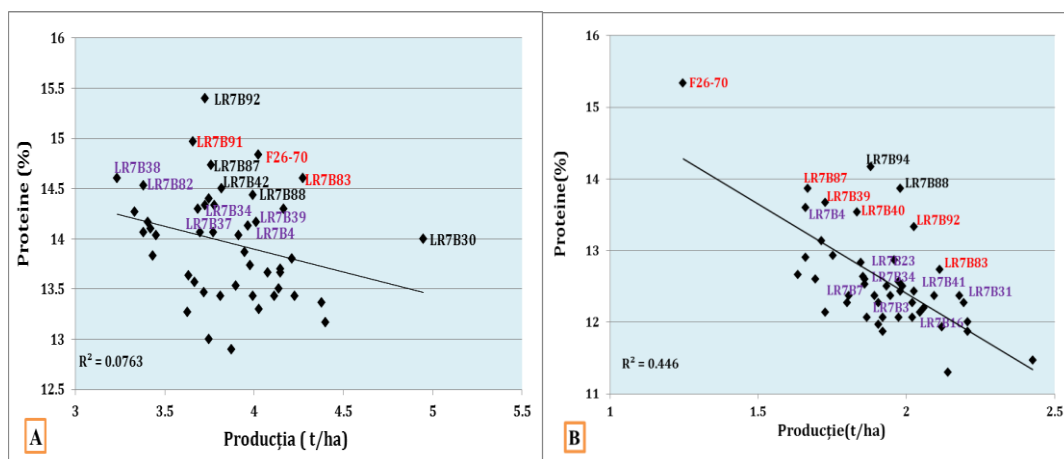 16
15.5
LR7B92
15
LR7B91
F26-70
LR7B87
LR7B38
LR7B83
LR7B82
LR7B42
14.5
LR7B88
LR7B34
LR7B39
LR7B37
LR7B4
14
LR7B30
13.5
13
R² = 0.0763
12.5
3 3.5 4 4.5 5 5.5
Proteine (%)
Producția ( t/ha)
A
16
F26-70
15
LR7B94
14
LR7B87
LR7B88
LR7B39
LR7B4
LR7B40
LR7B92
13
LR7B23
LR7B83
LR7B34
LR7B41
LR7B7
LR7B31
LR7B3
12
LR7B16
R² = 0.446
11
1 1.5 2 2.5
Proteine(%)
Producție(t/ha)
B